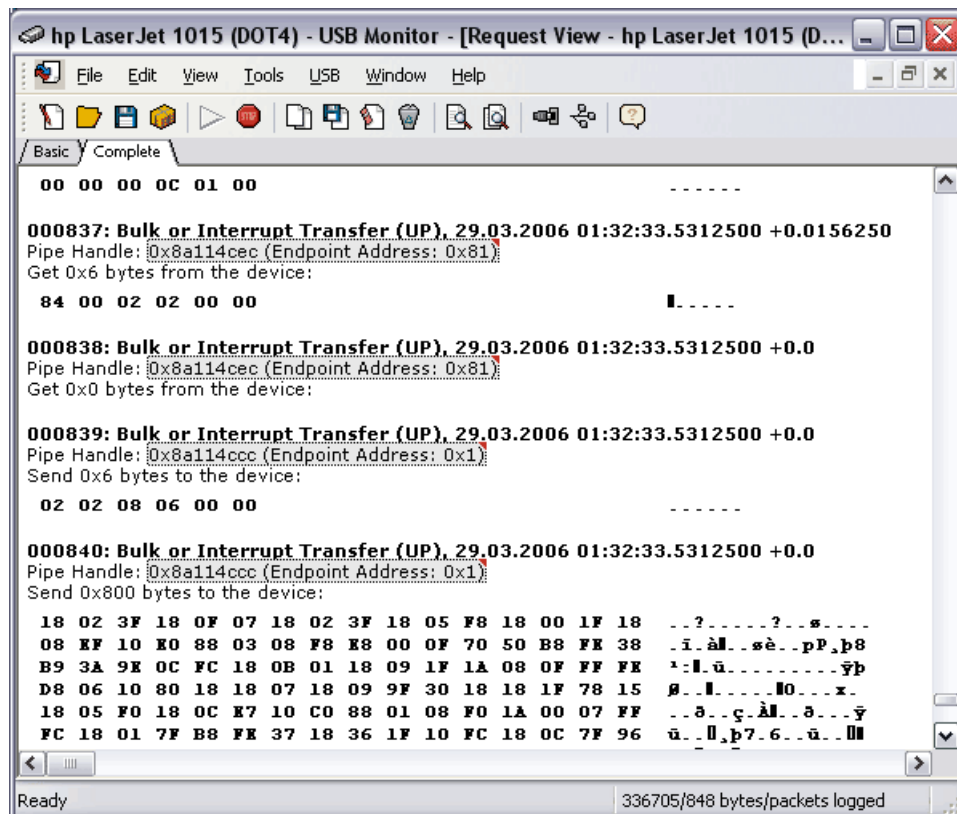 hp LaserJet 1015 (DOT4) - USB Monitor - [Request View - hp LaserJet 1015 (D...
File Edit View Tools USB Window Help
Basic Complete
00 00 00 0C 01 00 ......
000837: Bulk or Interrupt Transfer (UP), 29.03.2006 01:32:33.5312500 +0.0156250
Pipe Handle: 0x8a114cec (Endpoint Address: 0x81)
Get 0x6 bytes from the device:
84 00 02 02 00 00 .....
000838: Bulk or Interrupt Transfer (UP), 29.03.2006 01:32:33.5312500 +0.0
Pipe Handle: 0x8a114cec (Endpoint Address: 0x81)
Get 0x0 bytes from the device:
000839: Bulk or Interrupt Transfer (UP), 29.03.2006 01:32:33.5312500 +0.0
Pipe Handle: 0x8a114ccc (Endpoint Address: 0x1)
Send 0x6 bytes to the device:
02 02 08 06 00 00 ......
000840: Bulk or Interrupt Transfer (UP), 29.03.2006 01:32:33.5312500 +0.0
Pipe Handle: 0x8a114ccc (Endpoint Address: 0x1)
Send 0x800 bytes to the device:
18 02 3F 18 0F 07 18 02 3F 18 05 F8 18 00 1F 18 ..?.....?..ø....
08 EF 10 E0 88 03 08 F8 E8 00 0F 70 50 B8 FE 38
B9 3A 9E 0C FC 18 0B 01 18 09 1F 1A 08 0F FF FE
D8 06 10 80 18 18 07 18 09 9F 30 18 18 1F 78 15
18 05 F0 18 0C E7 10 C0 88 01 08 F0 1A 00 07 FF
FC 18 01 7F B8 FE 37 18 36 1F 10 FC 18 0C 7F 96
Ready 336705/848 bytes/packets logged